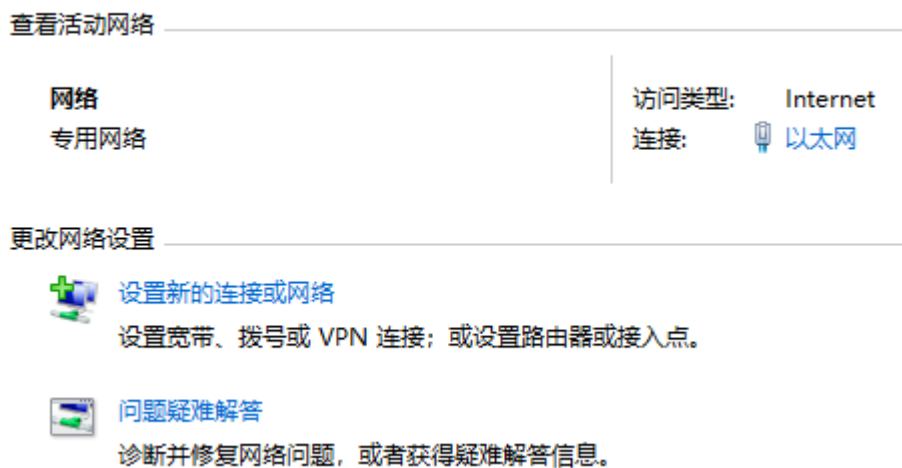 查看活动网络
网络 访问类型: Internet
专用网络 连接: 以太网
更改网络设置
设置新的连接或网络
设置宽带、拨号或 VPN 连接；或设置路由器或接入点。
问题疑难解答
诊断并修复网络问题，或者获得疑难解答信息。